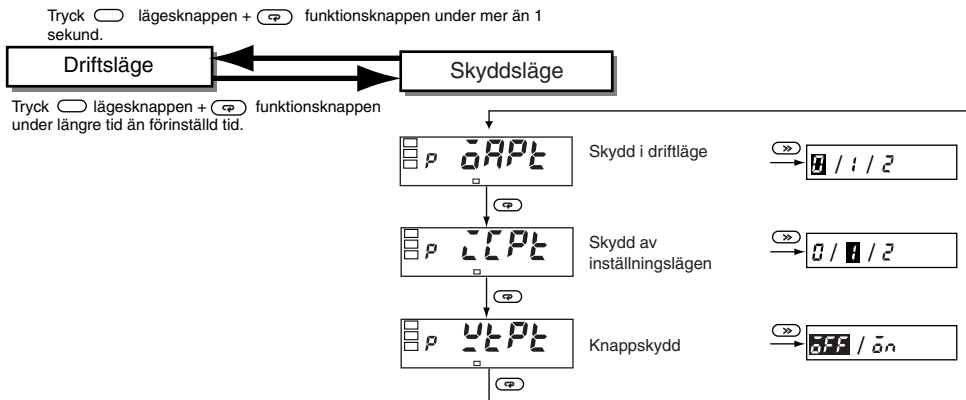 Tryck lägesknappen + funktionsknappen under mer än 1
sekund.
Driftsläge
Skyddsläge
Tryck lägesknappen + funktionsknappen
under längre tid än förinställd tid.
P oAPt
Skydd i driftläge
0 / 1 / 2
P iCPt
Skydd av
inställningslägen
0 / 1 / 2
P WtPt
Knappskydd
oFF / on